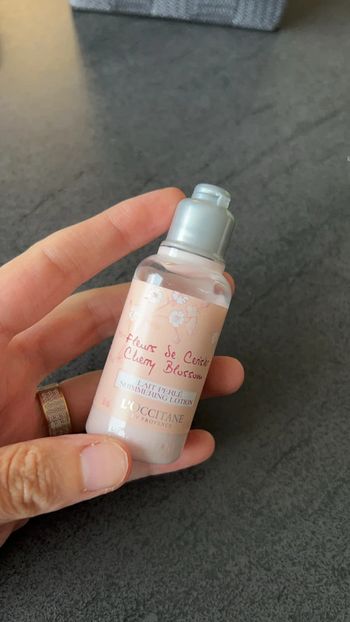 Fleurs de Cerisier
Cherry Blossom
LAIT PERLÉ
SHIMMERING LOTION
L'OCCITANE
EN PROVENCE